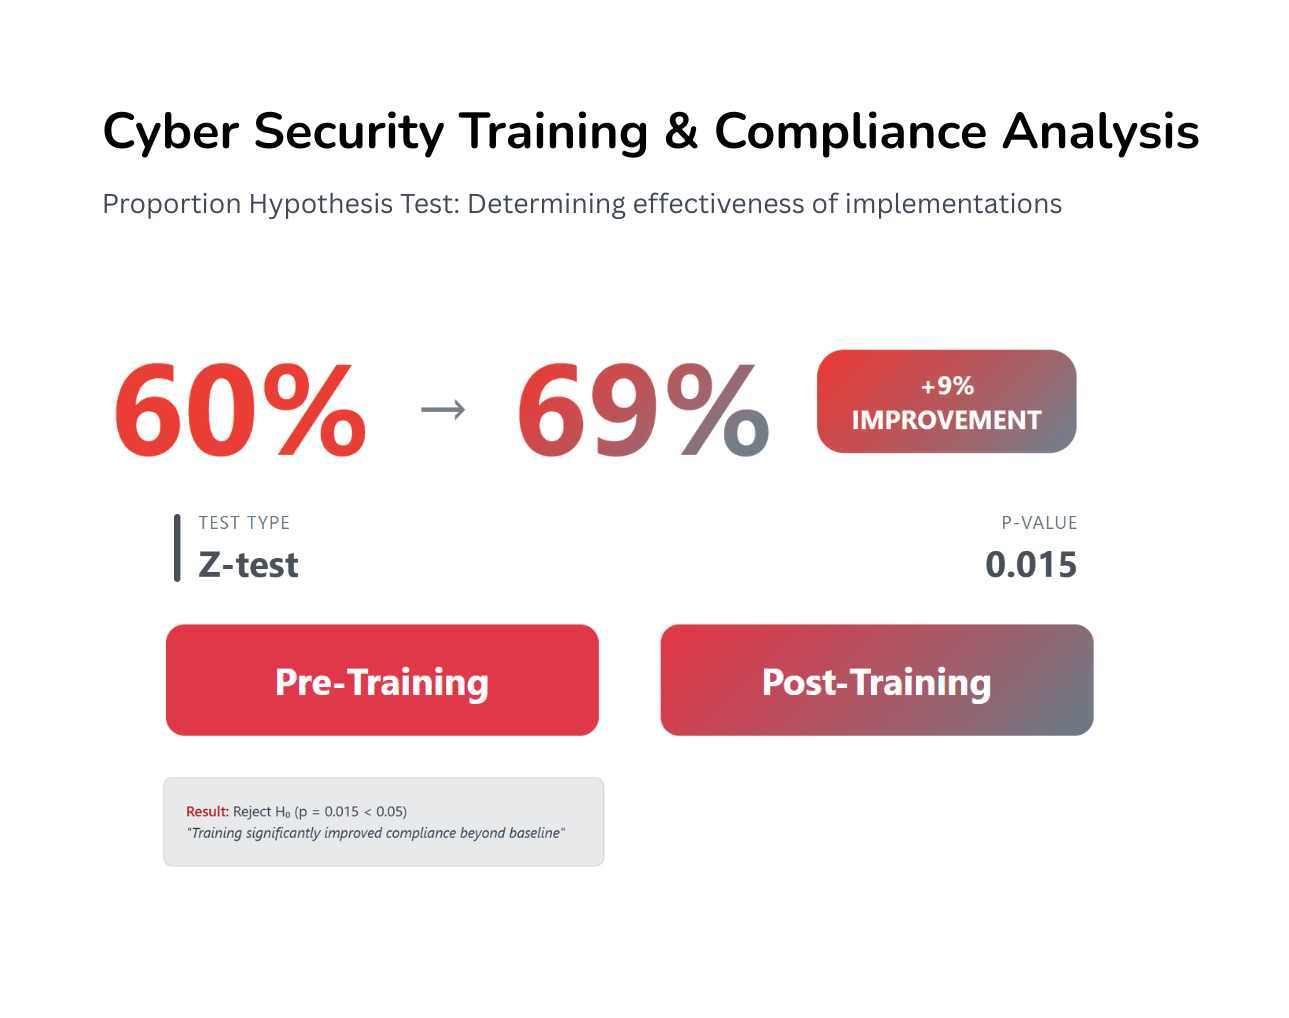 Cyber Security Training & Compliance Analysis
Proportion Hypothesis Test: Determining effectiveness of implementations
60% → 69%
+9%
IMPROVEMENT
TEST TYPE
Z-test
P-VALUE
0.015
Pre-Training
Post-Training
Result: Reject H₀ (p = 0.015 < 0.05)
"Training significantly improved compliance beyond baseline"